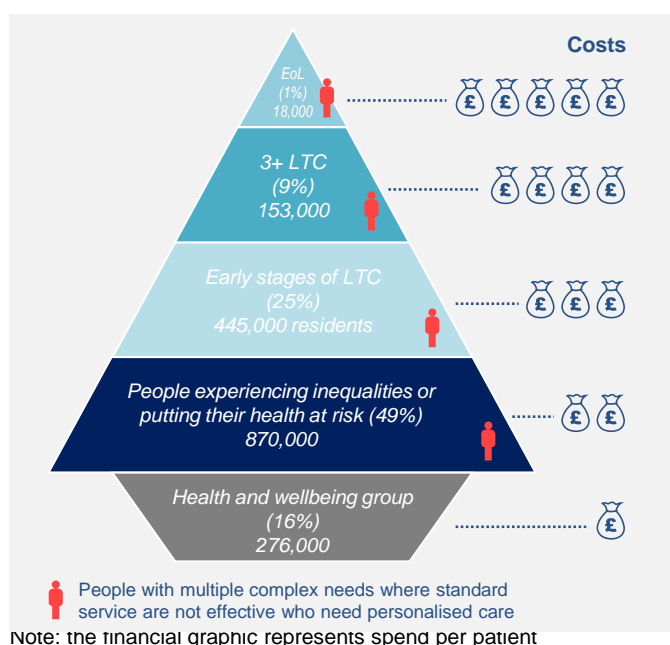 Costs
EoL
(1%)
18,000
£ £ £ £ £
3+ LTC
(9%)
153,000
£ £ £ £
Early stages of LTC
(25%)
445,000 residents
£ £ £
People experiencing inequalities or
putting their health at risk (49%)
870,000
£ £
Health and wellbeing group
(16%)
276,000
£
People with multiple complex needs where standard
service are not effective who need personalised care
Note: the financial graphic represents spend per patient